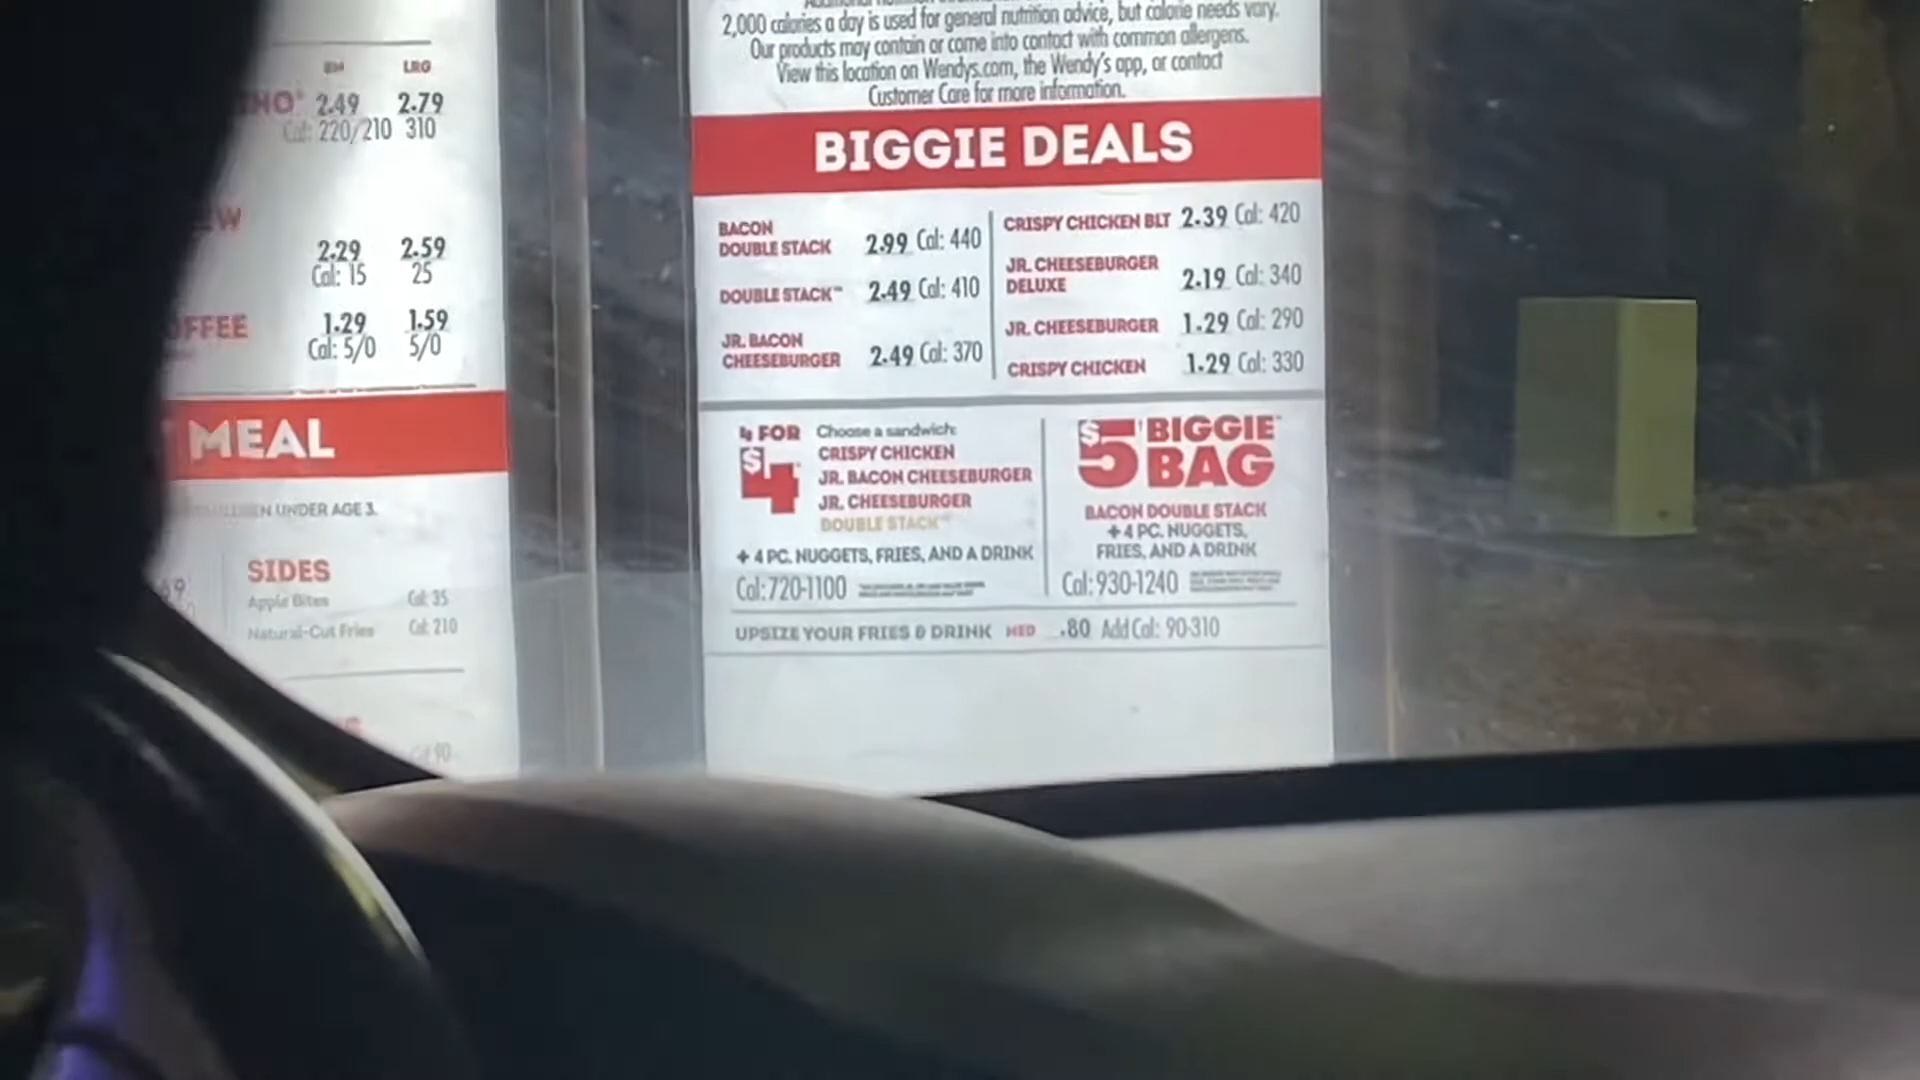 SM LRG
2.49 2.79
Cal: 220/210 310
2.29 2.59
Cal: 15 25
1.29 1.59
Cal: 5/0 5/0
MEAL
UNDER AGE 3.
SIDES
Apple Bites Cal: 35
Natural-Cut Fries Cal: 210
2,000 calories a day is used for general nutrition advice, but calorie needs vary.
Our products may contain or come into contact with common allergens.
View this location on Wendys.com, the Wendy's app, or contact
Customer Care for more information.
BIGGIE DEALS
BACON
DOUBLE STACK 2.99 Cal: 440
DOUBLE STACK™ 2.49 Cal: 410
JR. BACON
CHEESEBURGER 2.49 Cal: 370
CRISPY CHICKEN BLT 2.39 Cal: 420
JR. CHEESEBURGER
DELUXE 2.19 Cal: 340
JR. CHEESEBURGER 1.29 Cal: 290
CRISPY CHICKEN 1.29 Cal: 330
4 FOR
$4
Choose a sandwich:
CRISPY CHICKEN
JR. BACON CHEESEBURGER
JR. CHEESEBURGER
DOUBLE STACK™
+ 4 PC. NUGGETS, FRIES, AND A DRINK
Cal: 720-1100
$5 BIGGIE™
BAG
BACON DOUBLE STACK
+ 4 PC. NUGGETS,
FRIES, AND A DRINK
Cal: 930-1240
UPSIZE YOUR FRIES & DRINK MED .80 Add Cal: 90-310